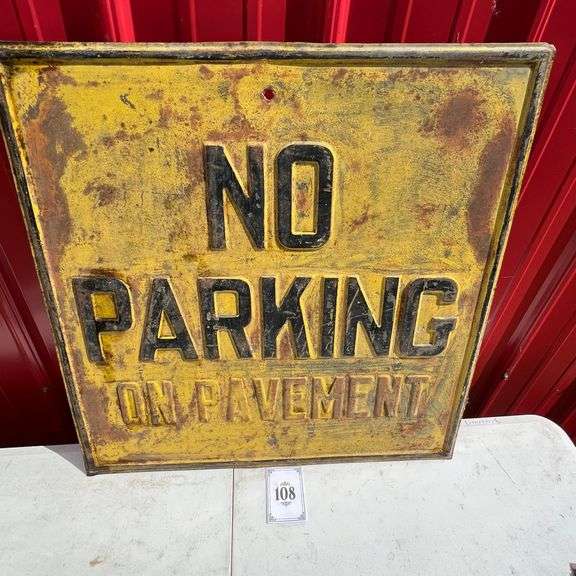 NO
PARKING
ON PAVEMENT
108